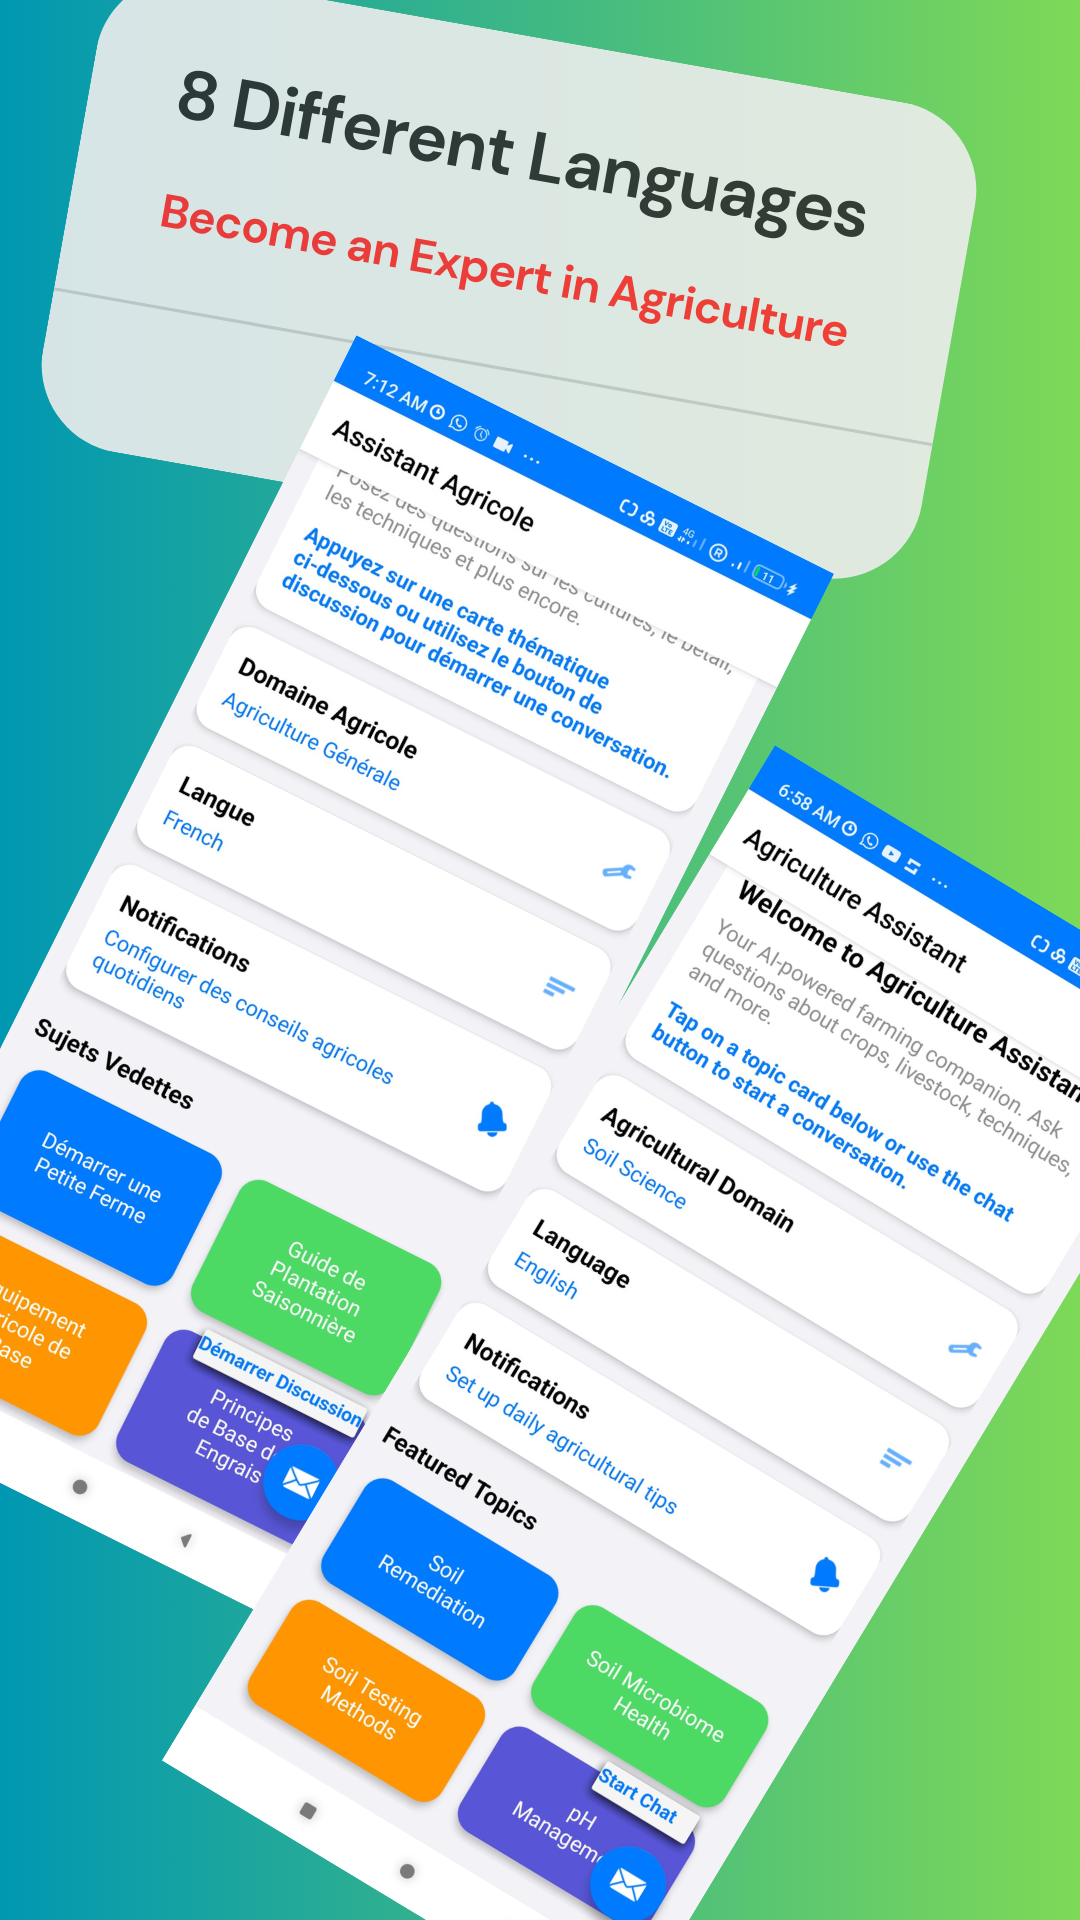 8 Different Languages
Become an Expert in Agriculture
7:12 AM
11
Assistant Agricole
Posez des questions sur les cultures, le bétail,
les techniques et plus encore.
Appuyez sur une carte thématique
ci-dessous ou utilisez le bouton de
discussion pour démarrer une conversation.
Domaine Agricole
Agriculture Générale
Langue
French
Notifications
Configurer des conseils agricoles
quotidiens
Sujets Vedettes
Démarrer une
Petite Ferme
Guide de
Plantation
Saisonnière
Démarrer Discussion
Principes
de Base
Engrais
6:58 AM
Agriculture Assistant
Welcome to Agriculture Assistan
Your AI-powered farming companion. Ask
questions about crops, livestock, techniques,
and more.
Tap on a topic card below or use the chat
button to start a conversation.
Agricultural Domain
Soil Science
Language
English
Notifications
Set up daily agricultural tips
Featured Topics
Soil
Remediation
Soil Microbiome
Health
Soil Testing
Methods
Start Chat
pH